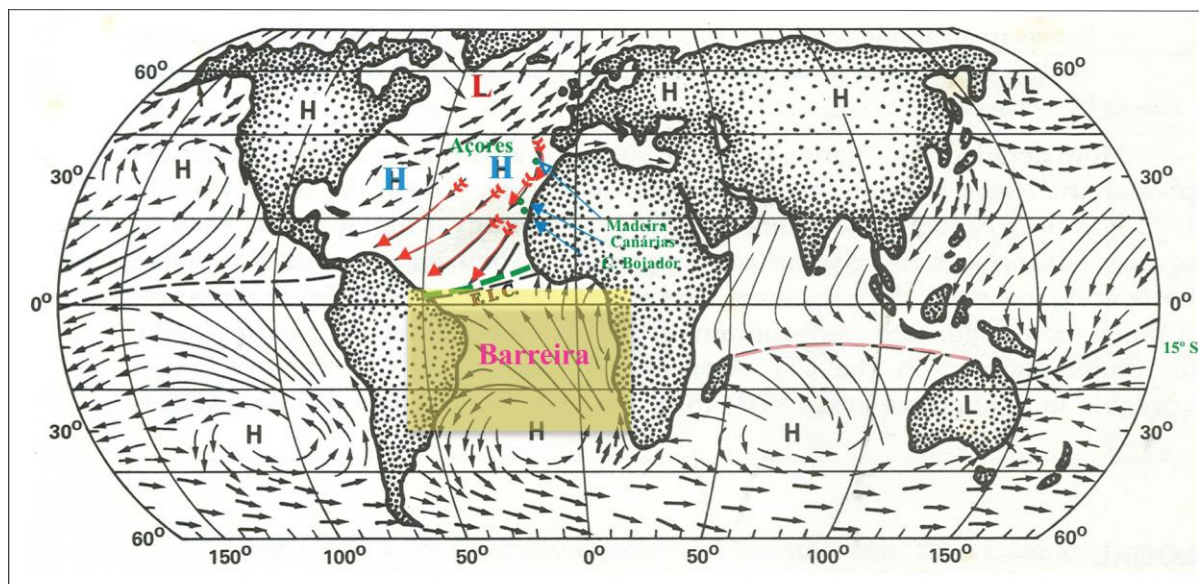 60° 60°
L L
H H H
Açores
H H H
30° 30°
Madeira
Canárias
C. Bojador
F. I. C.
0° 0°
Barreira
15° S
L
H H H
30° 30°
60° 60°
150° 100° 50° 0° 50° 100° 150°